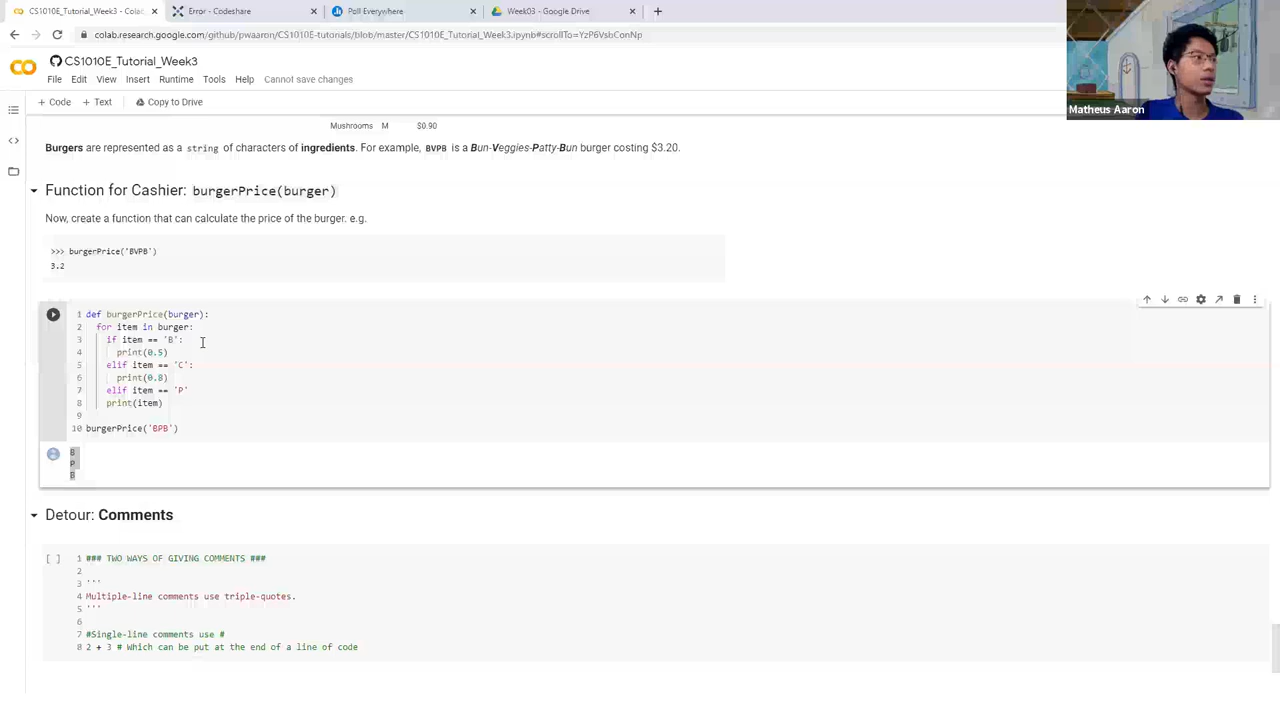 CS1010E_Tutorial_Week3 - Colab
Error - Codeshare
Poll Everywhere
Week03 - Google Drive
colab.research.google.com/github/pwaaron/CS1010E-tutorials/blob/master/CS1010E_Tutorial_Week3.ipynb#scrollTo=YzP6VsbConNp
CS1010E_Tutorial_Week3
File Edit View Insert Runtime Tools Help Cannot save changes
+ Code + Text Copy to Drive
Matheus Aaron
Mushrooms M $0.90
Burgers are represented as a string of characters of ingredients. For example, BVPB is a Bun-Veggies-Patty-Bun burger costing $3.20.
Function for Cashier: burgerPrice(burger)
Now, create a function that can calculate the price of the burger. e.g.
>>> burgerPrice('BVPB')
3.2
1 def burgerPrice(burger):
2 for item in burger:
3 if item == 'B':
4 print(0.5)
5 elif item == 'C':
6 print(0.8)
7 elif item == 'P'
8 print(item)
9
10 burgerPrice('BPB')
B
P
B
Detour: Comments
[ ] 1 ### TWO WAYS OF GIVING COMMENTS ###
2
3 '''
4 Multiple-line comments use triple-quotes.
5 '''
6
7 #Single-line comments use #
8 2 + 3 # Which can be put at the end of a line of code